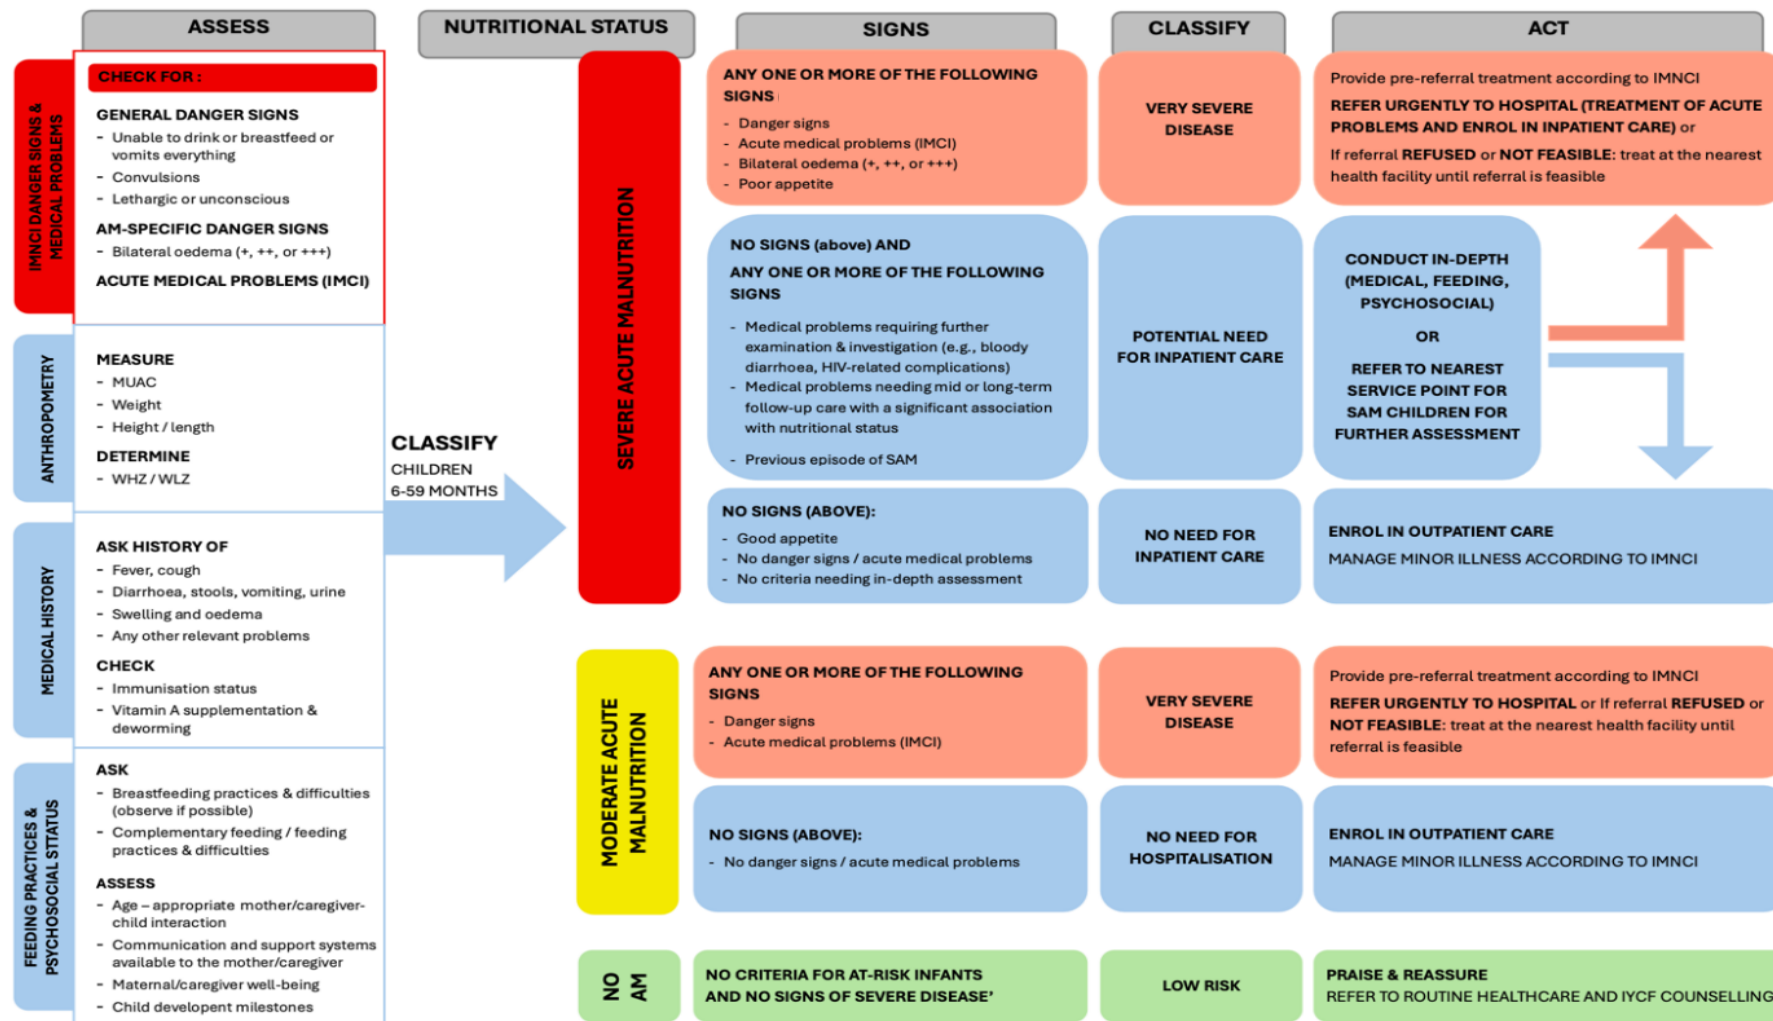 ASSESS
NUTRITIONAL STATUS
SIGNS
CLASSIFY
ACT
IMNCI DANGER SIGNS &
MEDICAL PROBLEMS
CHECK FOR :
GENERAL DANGER SIGNS
- Unable to drink or breastfeed or
vomits everything
- Convulsions
- Lethargic or unconscious
AM-SPECIFIC DANGER SIGNS
- Bilateral oedema (+, ++, or +++)
ACUTE MEDICAL PROBLEMS (IMCI)
ANTHROPOMETRY
MEASURE
- MUAC
- Weight
- Height / length
DETERMINE
- WHZ / WLZ
MEDICAL HISTORY
ASK HISTORY OF
- Fever, cough
- Diarrhoea, stools, vomiting, urine
- Swelling and oedema
- Any other relevant problems
CHECK
- Immunisation status
- Vitamin A supplementation &
deworming
FEEDING PRACTICES &
PSYCHOSOCIAL STATUS
ASK
- Breastfeeding practices & difficulties
(observe if possible)
- Complementary feeding / feeding
practices & difficulties
ASSESS
- Age – appropriate mother/caregiver-
child interaction
- Communication and support systems
available to the mother/caregiver
- Maternal/caregiver well-being
- Child developent milestones
CLASSIFY
CHILDREN
6-59 MONTHS
SEVERE ACUTE MALNUTRITION
ANY ONE OR MORE OF THE FOLLOWING
SIGNS
- Danger signs
- Acute medical problems (IMCI)
- Bilateral oedema (+, ++, or +++)
- Poor appetite
VERY SEVERE
DISEASE
Provide pre-referral treatment according to IMNCI
REFER URGENTLY TO HOSPITAL (TREATMENT OF ACUTE
PROBLEMS AND ENROL IN INPATIENT CARE) or
If referral REFUSED or NOT FEASIBLE: treat at the nearest
health facility until referral is feasible
NO SIGNS (above) AND
ANY ONE OR MORE OF THE FOLLOWING
SIGNS
- Medical problems requiring further
examination & investigation (e.g., bloody
diarrhoea, HIV-related complications)
- Medical problems needing mid or long-term
follow-up care with a significant association
with nutritional status
- Previous episode of SAM
POTENTIAL NEED
FOR INPATIENT CARE
CONDUCT IN-DEPTH
(MEDICAL, FEEDING,
PSYCHOSOCIAL)
OR
REFER TO NEAREST
SERVICE POINT FOR
SAM CHILDREN FOR
FURTHER ASSESSMENT
NO SIGNS (ABOVE):
- Good appetite
- No danger signs / acute medical problems
- No criteria needing in-depth assessment
NO NEED FOR
INPATIENT CARE
ENROL IN OUTPATIENT CARE
MANAGE MINOR ILLNESS ACCORDING TO IMNCI
MODERATE ACUTE
MALNUTRITION
ANY ONE OR MORE OF THE FOLLOWING
SIGNS
- Danger signs
- Acute medical problems (IMCI)
VERY SEVERE
DISEASE
Provide pre-referral treatment according to IMNCI
REFER URGENTLY TO HOSPITAL or If referral REFUSED or
NOT FEASIBLE: treat at the nearest health facility until
referral is feasible
NO SIGNS (ABOVE):
- No danger signs / acute medical problems
NO NEED FOR
HOSPITALISATION
ENROL IN OUTPATIENT CARE
MANAGE MINOR ILLNESS ACCORDING TO IMNCI
NO
AM
NO CRITERIA FOR AT-RISK INFANTS
AND NO SIGNS OF SEVERE DISEASE’
LOW RISK
PRAISE & REASSURE
REFER TO ROUTINE HEALTHCARE AND IYCF COUNSELLING